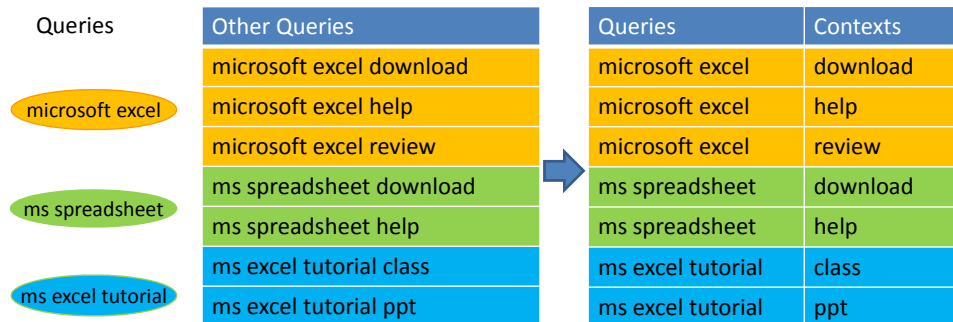 Queries
microsoft excel
ms spreadsheet
ms excel tutorial
Other Queries
microsoft excel download
microsoft excel help
microsoft excel review
ms spreadsheet download
ms spreadsheet help
ms excel tutorial class
ms excel tutorial ppt
Queries Contexts
microsoft excel download
microsoft excel help
microsoft excel review
ms spreadsheet download
ms spreadsheet help
ms excel tutorial class
ms excel tutorial ppt